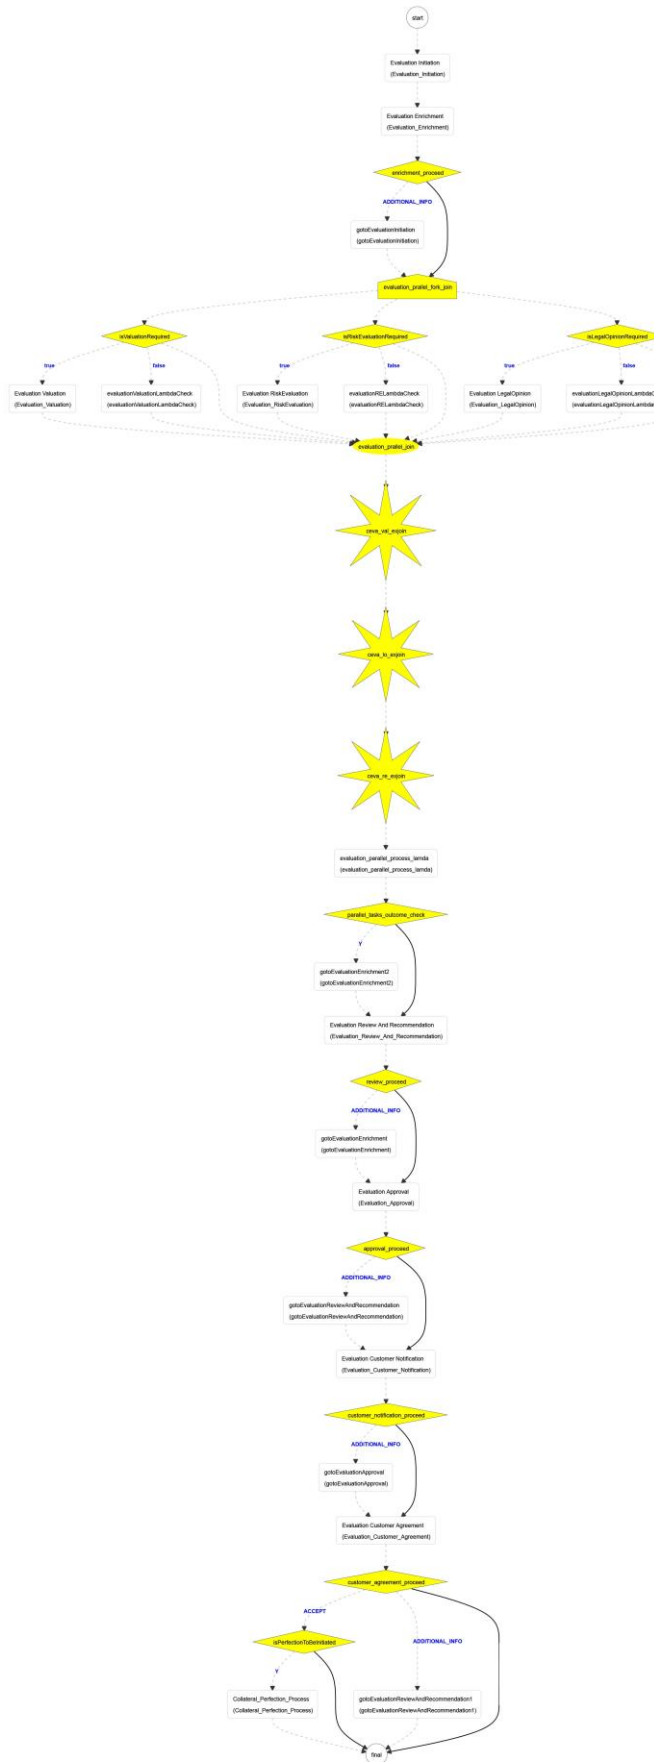 start
Evaluation Initiation
(Evaluation_Initiation)
Evaluation Enrichment
(Evaluation_Enrichment)
enrichment_proceed
ADDITIONAL_INFO
gotoEvaluationInitiation
(gotoEvaluationInitiation)
evaluation_prallel_fork_join
isValuationRequired
isRiskEvaluationRequired
isLegalOpinionRequired
true
false
true
false
true
false
Evaluation Valuation
(Evaluation_Valuation)
evaluationValuationLambdaCheck
(evaluationValuationLambdaCheck)
Evaluation RiskEvaluation
(Evaluation_RiskEvaluation)
evaluationRELambdaCheck
(evaluationRELambdaCheck)
Evaluation LegalOpinion
(Evaluation_LegalOpinion)
evaluationLegalOpinionLambdaC
(evaluationLegalOpinionLambda
evaluation_prallel_join
ceva_val_exjoin
ceva_lo_exjoin
ceva_re_exjoin
evaluation_parallel_process_lamda
(evaluation_parallel_process_lamda)
parallel_tasks_outcome_check
Y
gotoEvaluationEnrichment2
(gotoEvaluationEnrichment2)
Evaluation Review And Recommendation
(Evaluation_Review_And_Recommendation)
review_proceed
ADDITIONAL_INFO
gotoEvaluationEnrichment
(gotoEvaluationEnrichment)
Evaluation Approval
(Evaluation_Approval)
approval_proceed
ADDITIONAL_INFO
gotoEvaluationReviewAndRecommendation
(gotoEvaluationReviewAndRecommendation)
Evaluation Customer Notification
(Evaluation_Customer_Notification)
customer_notification_proceed
ADDITIONAL_INFO
gotoEvaluationApproval
(gotoEvaluationApproval)
Evaluation Customer Agreement
(Evaluation_Customer_Agreement)
customer_agreement_proceed
ACCEPT
isPerfectionToBeInitiated
ADDITIONAL_INFO
Y
Collateral_Perfection_Process
(Collateral_Perfection_Process)
gotoEvaluationReviewAndRecommendation1
(gotoEvaluationReviewAndRecommendation1)
final